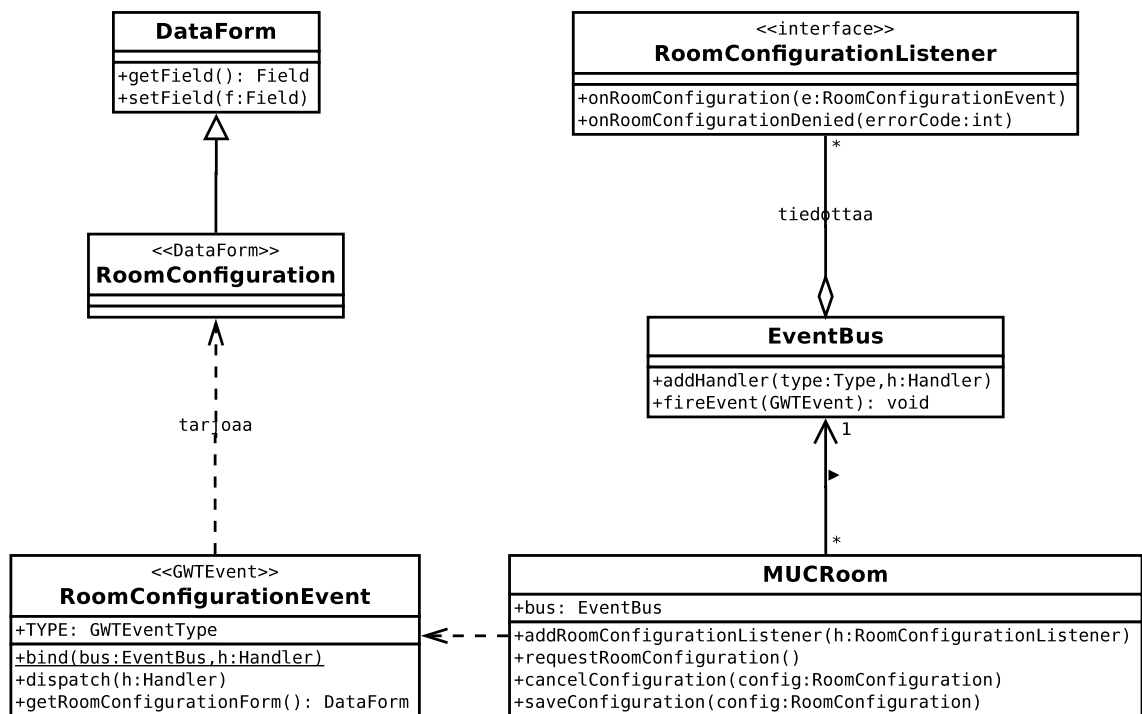 DataForm
+getField(): Field
+setField(f:Field)
<<interface>>
RoomConfigurationListener
+onRoomConfiguration(e:RoomConfigurationEvent)
+onRoomConfigurationDenied(errorCode:int)
*
tiedottaa
<<DataForm>>
RoomConfiguration
EventBus
+addHandler(type:Type,h:Handler)
+fireEvent(GWTEvent): void
tarjoaa
1
*
<<GWTEvent>>
RoomConfigurationEvent
+TYPE: GWTEventType
+bind(bus:EventBus,h:Handler)
+dispatch(h:Handler)
+getRoomConfigurationForm(): DataForm
MUCRoom
+bus: EventBus
+addRoomConfigurationListener(h:RoomConfigurationListener)
+requestRoomConfiguration()
+cancelConfiguration(config:RoomConfiguration)
+saveConfiguration(config:RoomConfiguration)